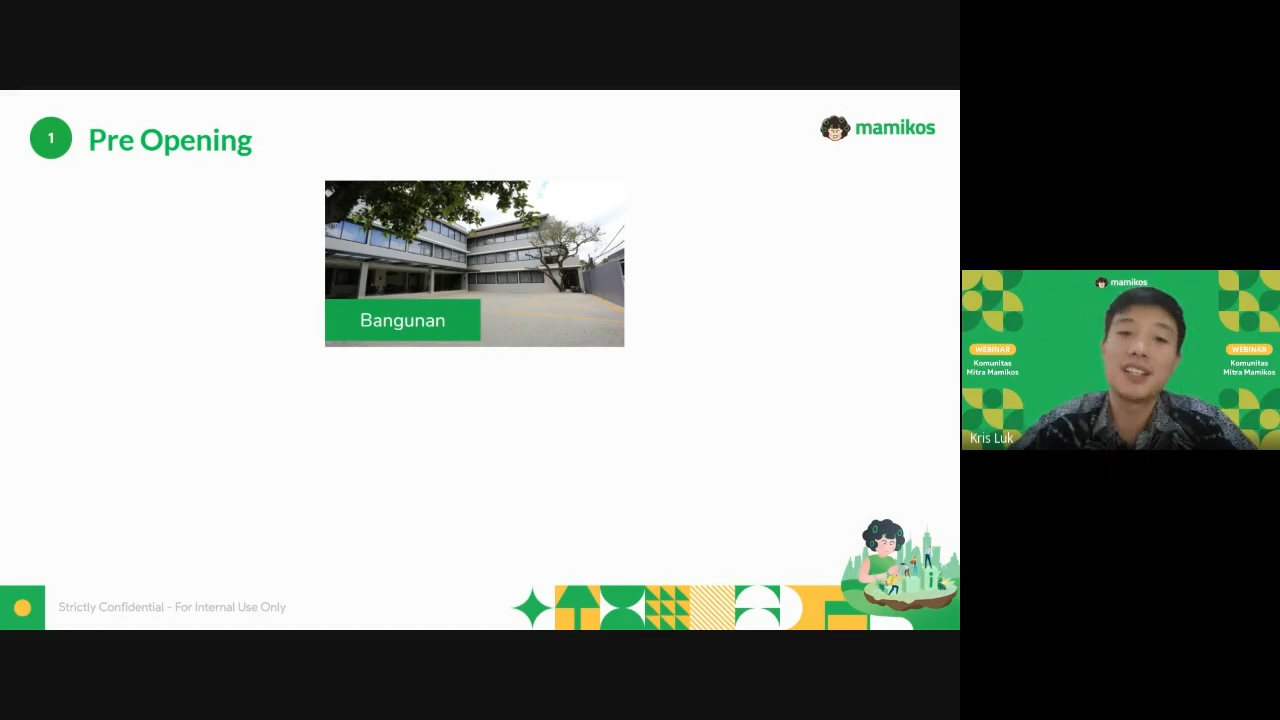 1
Pre Opening
mamikos
Bangunan
Strictly Confidential - For Internal Use Only
mamikos
WEBINAR
Komunitas
Mitra Mamikos
WEBINAR
Komunitas
Mitra Mamikos
Kris Luk